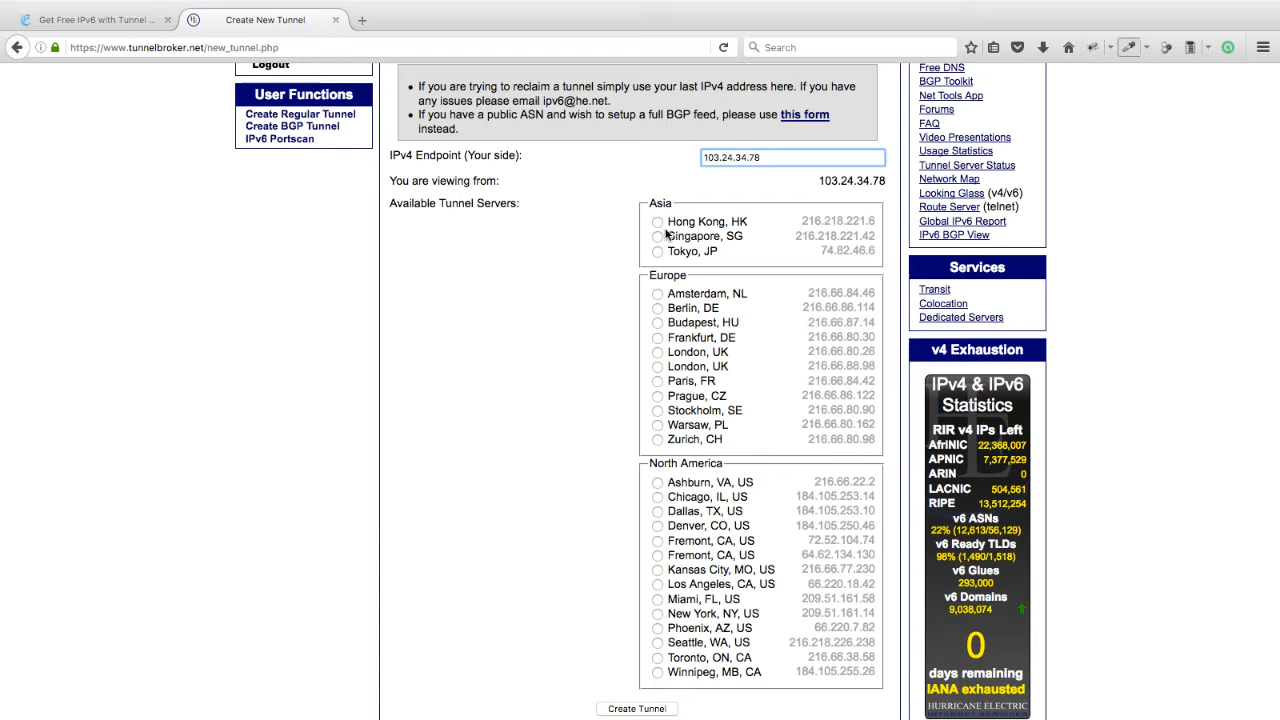 Get Free IPv6 with Tunnel ...
Create New Tunnel
https://www.tunnelbroker.net/new_tunnel.php
Search
Logout
User Functions
Create Regular Tunnel
Create BGP Tunnel
IPv6 Portscan
If you are trying to reclaim a tunnel simply use your last IPv4 address here. If you have
any issues please email ipv6@he.net.
If you have a public ASN and wish to setup a full BGP feed, please use this form
instead.
IPv4 Endpoint (Your side):
103.24.34.78
You are viewing from:
103.24.34.78
Available Tunnel Servers:
Asia
Hong Kong, HK 216.218.221.6
Singapore, SG 216.218.221.42
Tokyo, JP 74.82.46.6
Europe
Amsterdam, NL 216.66.84.46
Berlin, DE 216.66.86.114
Budapest, HU 216.66.87.14
Frankfurt, DE 216.66.80.30
London, UK 216.66.80.26
London, UK 216.66.88.98
Paris, FR 216.66.84.42
Prague, CZ 216.66.86.122
Stockholm, SE 216.66.80.90
Warsaw, PL 216.66.80.162
Zurich, CH 216.66.80.98
North America
Ashburn, VA, US 216.66.22.2
Chicago, IL, US 184.105.253.14
Dallas, TX, US 184.105.253.10
Denver, CO, US 184.105.250.46
Fremont, CA, US 72.52.104.74
Fremont, CA, US 64.62.134.130
Kansas City, MO, US 216.66.77.230
Los Angeles, CA, US 66.220.18.42
Miami, FL, US 209.51.161.58
New York, NY, US 209.51.161.14
Phoenix, AZ, US 66.220.7.82
Seattle, WA, US 216.218.226.238
Toronto, ON, CA 216.66.38.58
Winnipeg, MB, CA 184.105.255.26
Create Tunnel
Free DNS
BGP Toolkit
Net Tools App
Forums
FAQ
Video Presentations
Usage Statistics
Tunnel Server Status
Network Map
Looking Glass (v4/v6)
Route Server (telnet)
Global IPv6 Report
IPv6 BGP View
Services
Transit
Colocation
Dedicated Servers
v4 Exhaustion
IPv4 & IPv6
Statistics
RIR v4 IPs Left
AfriNIC 22,368,007
APNIC 7,377,529
ARIN 0
LACNIC 504,561
RIPE 13,512,254
v6 ASNs
22% (12,613/56,129)
v6 Ready TLDs
98% (1,490/1,518)
v6 Glues
293,000
v6 Domains
9,038,074
0
days remaining
IANA exhausted
HURRICANE ELECTRIC
INTERNET SERVICES